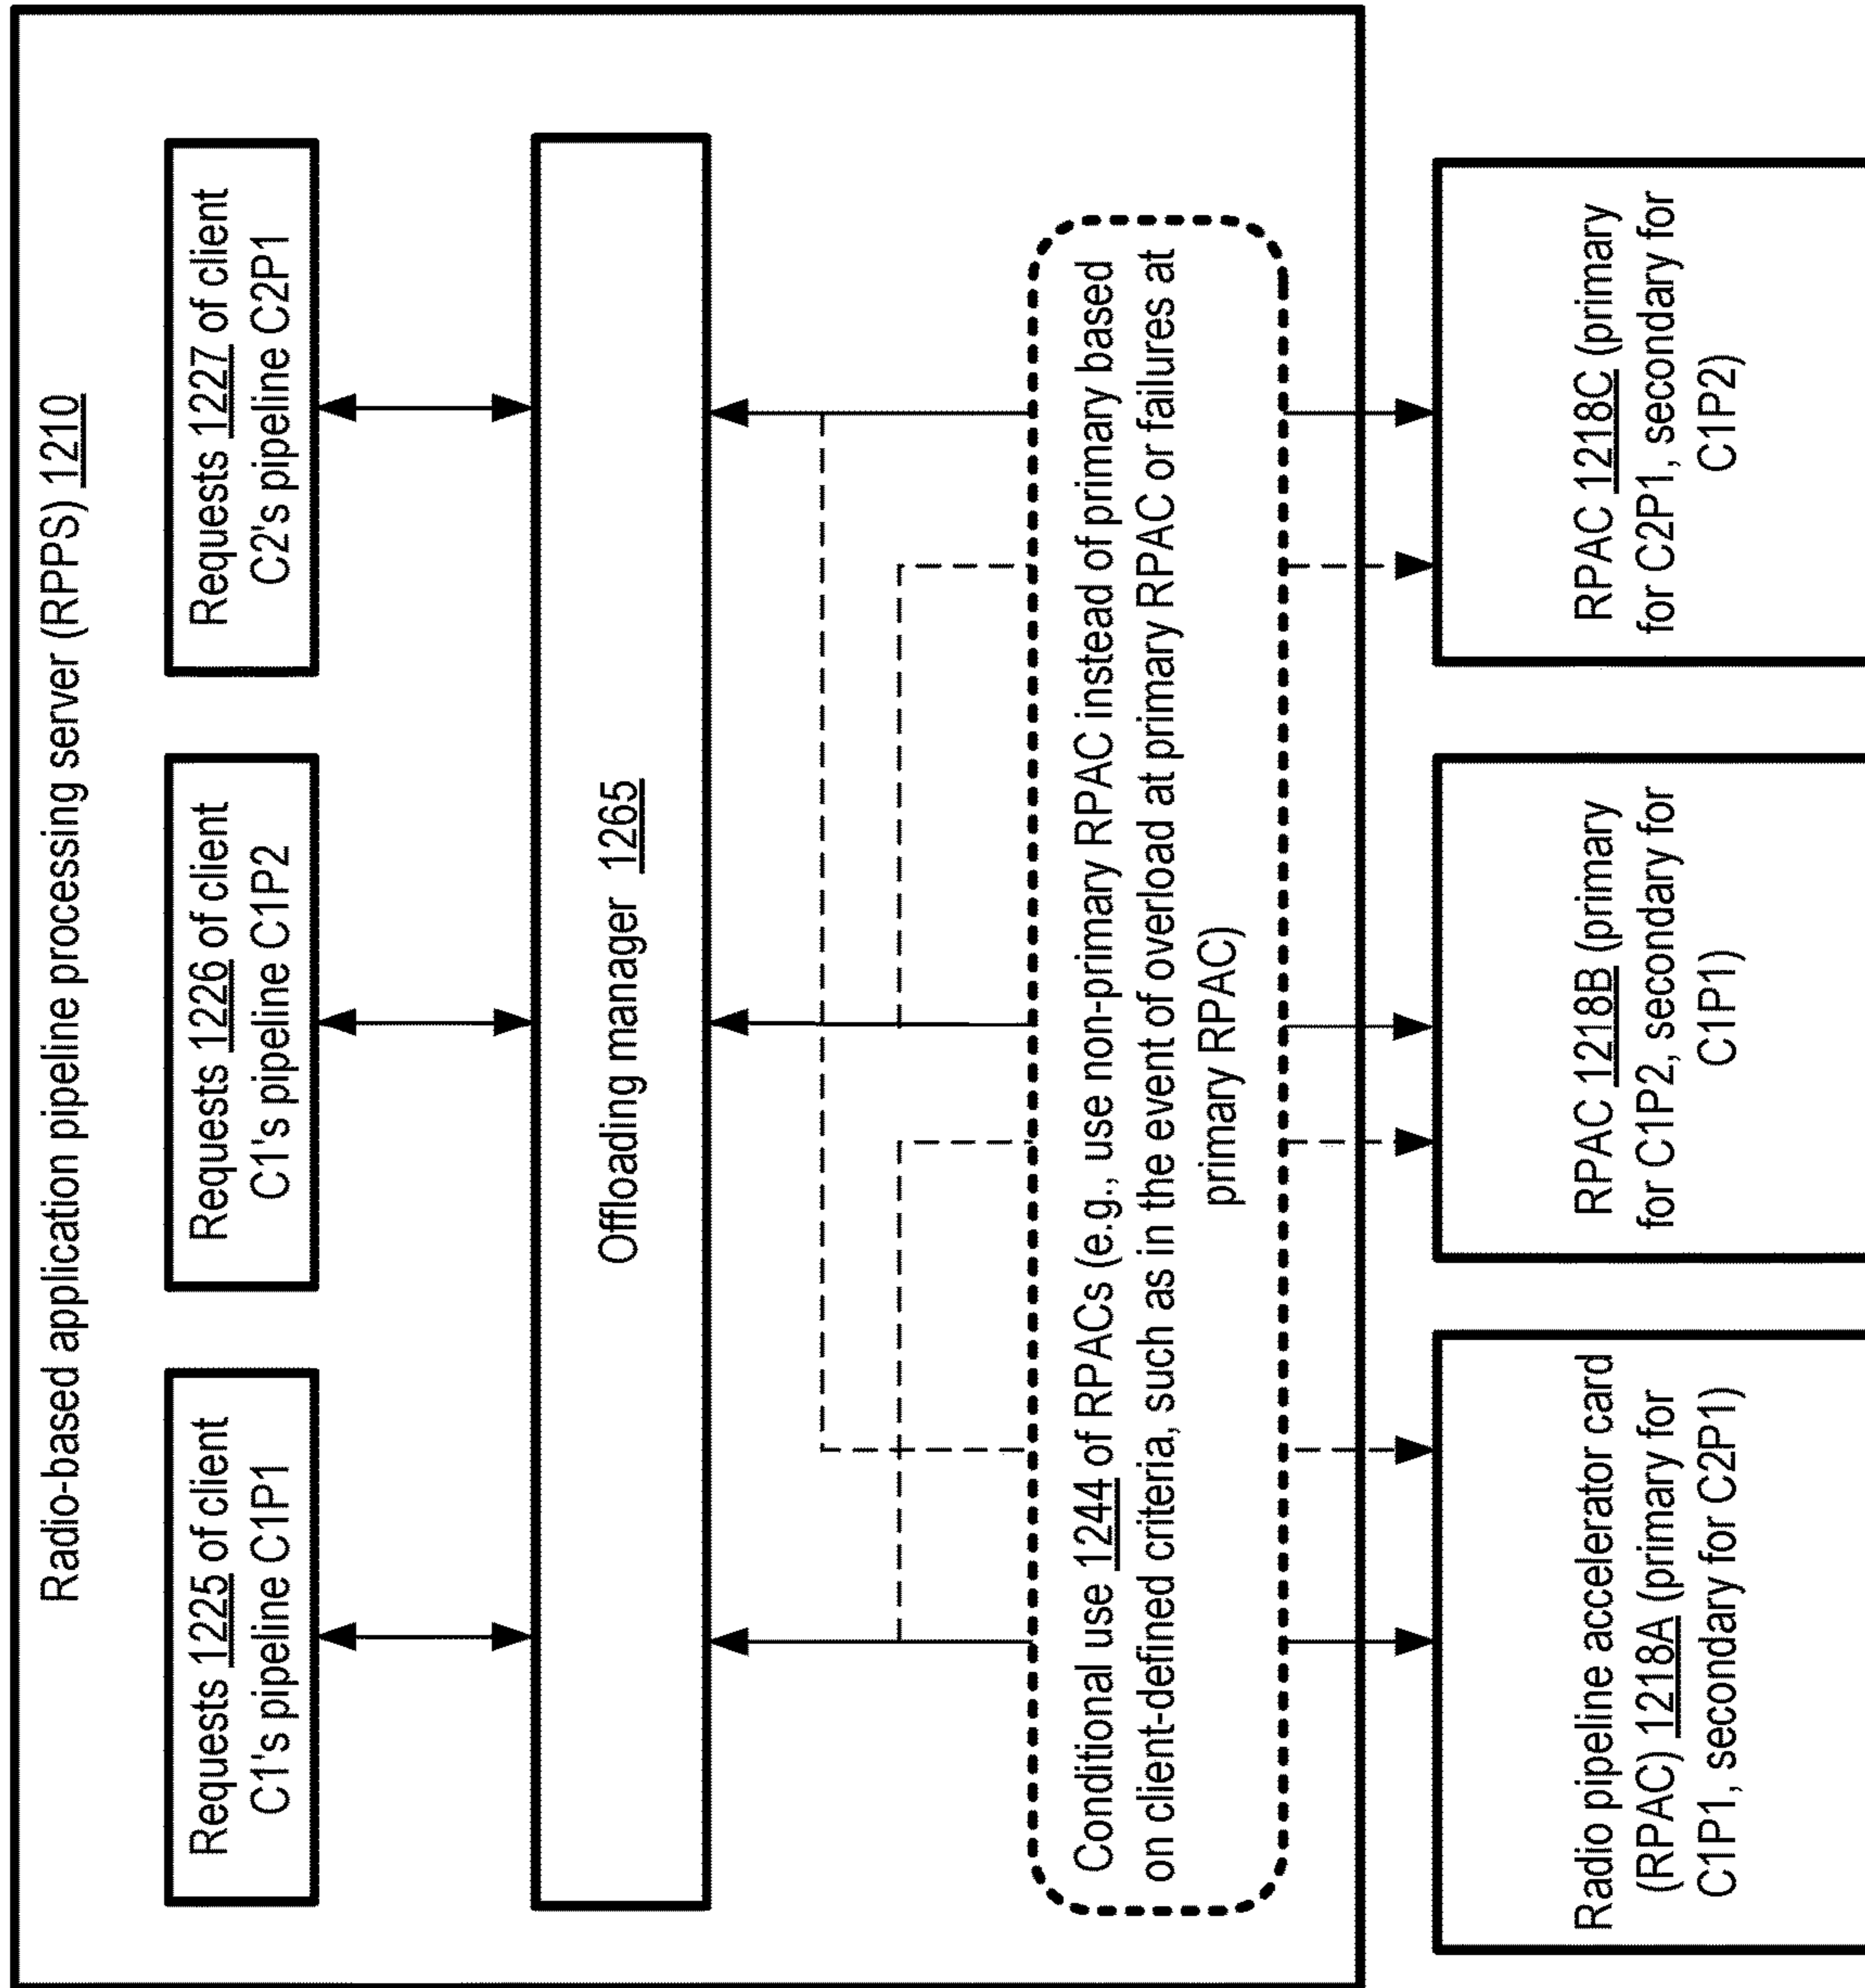 Radio-based application pipeline processing server (RPPS) 1210
Requests 1225 of client
C1's pipeline C1P1
Requests 1226 of client
C1's pipeline C1P2
Requests 1227 of client
C2's pipeline C2P1
Offloading manager 1265
Conditional use 1244 of RPACs (e.g., use non-primary RPAC instead of primary based
on client-defined criteria, such as in the event of overload at primary RPAC or failures at
primary RPAC)
Radio pipeline accelerator card
(RPAC) 1218A (primary for
C1P1, secondary for C2P1)
RPAC 1218B (primary
for C1P2, secondary for
C1P1)
RPAC 1218C (primary
for C2P1, secondary for
C1P2)